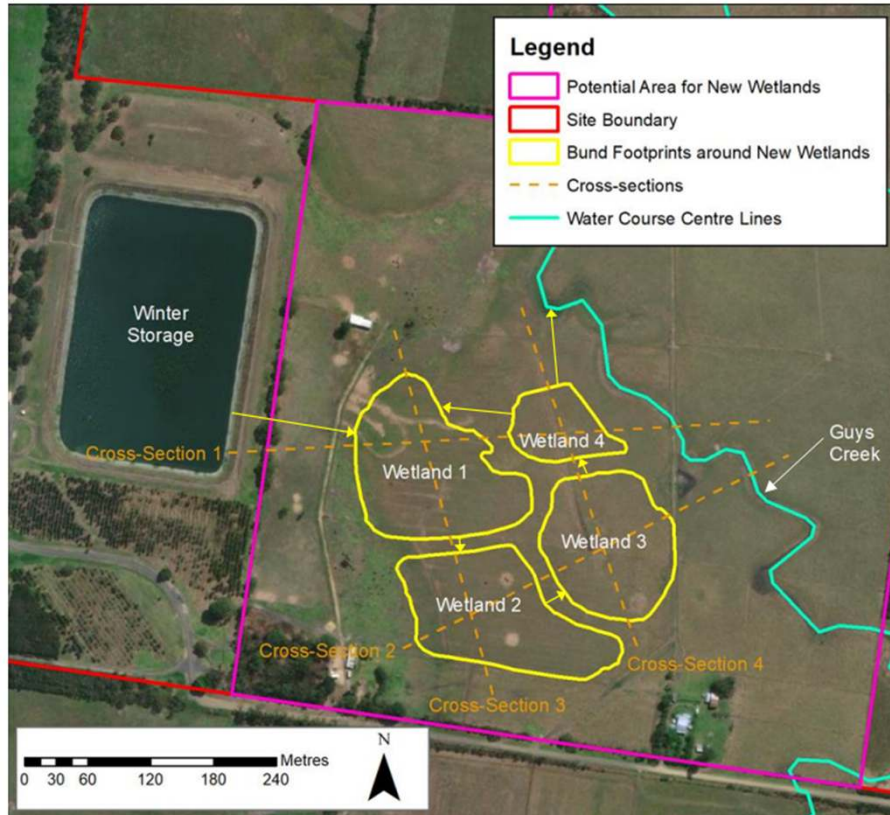 Legend
Potential Area for New Wetlands
Site Boundary
Bund Footprints around New Wetlands
Cross-sections
Water Course Centre Lines
Winter
Storage
Guys
Creek
Wetland 4
Cross-Section 1
Wetland 1
Wetland 3
Wetland 2
Cross-Section 2
Cross-Section 4
Cross-Section 3
Metres
0 30 60 120 180 240
N